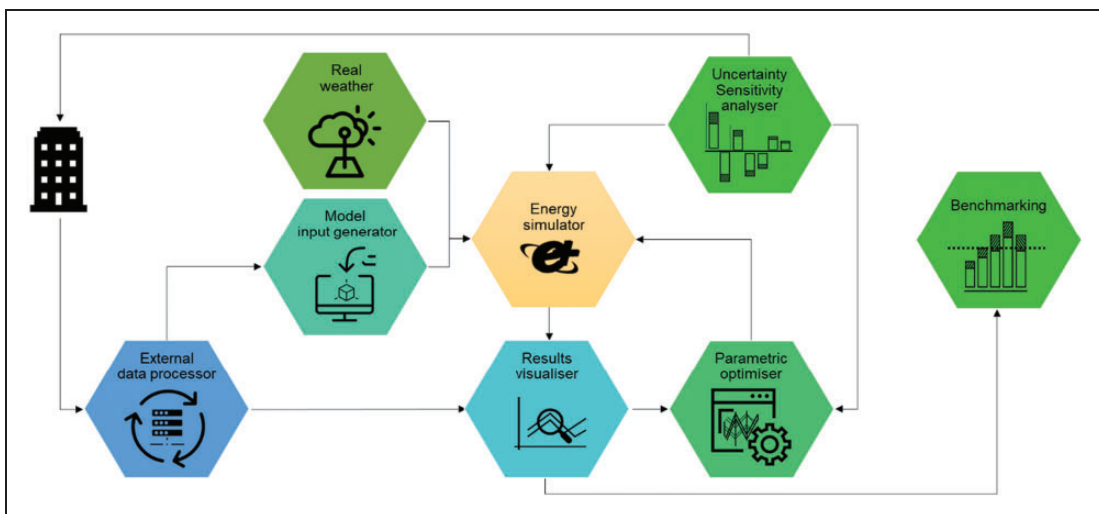 Real
weather
Uncertainty
Sensitivity
analyser
Model
input generator
Energy
simulator
Benchmarking
External
data processor
Results
visualiser
Parametric
optimiser